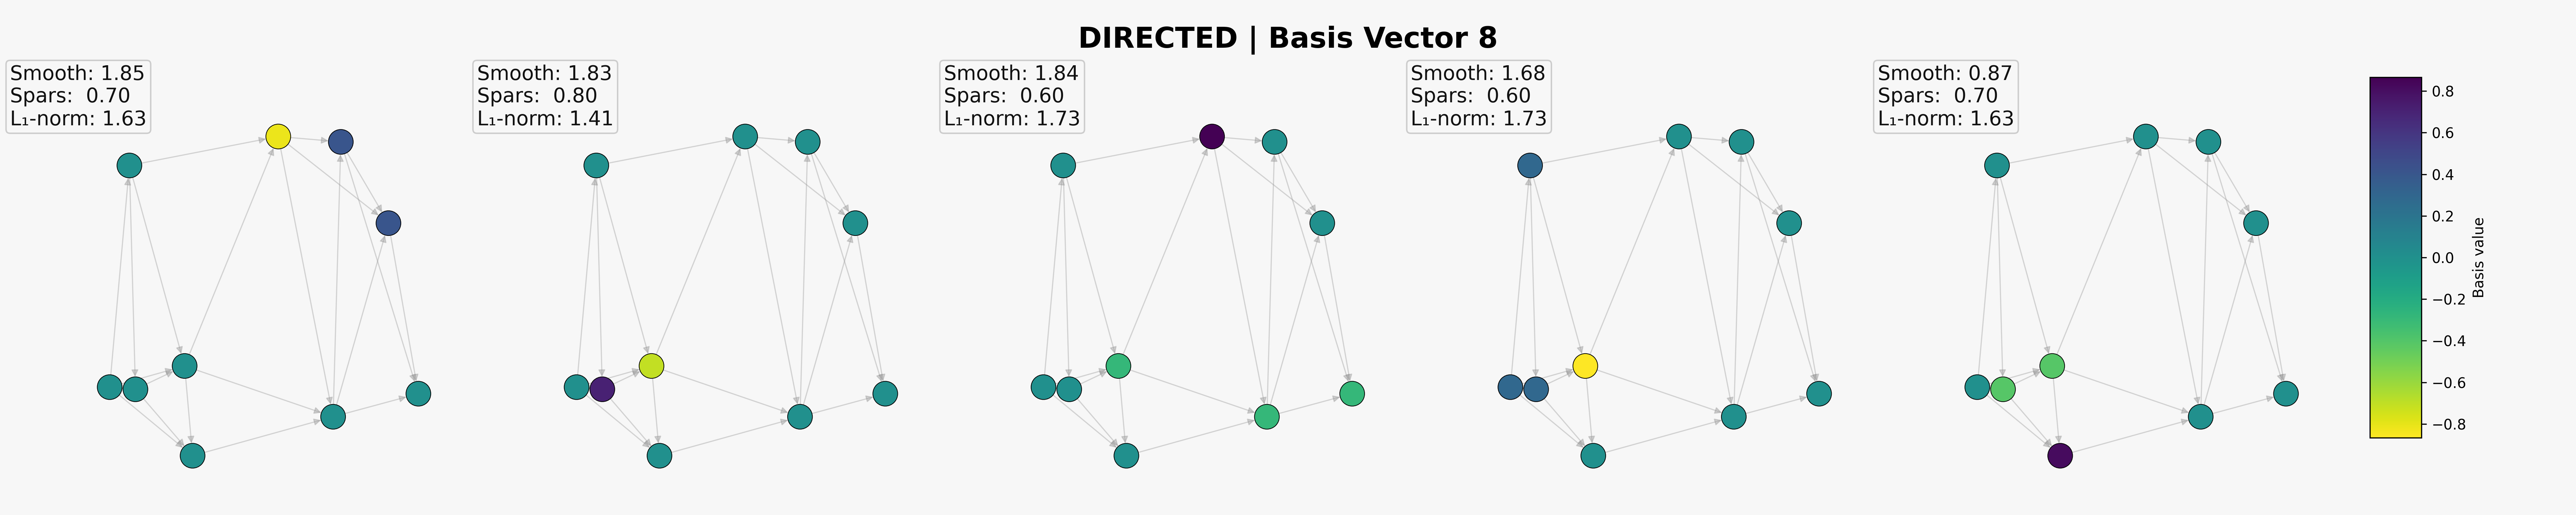 DIRECTED | Basis Vector 8
Smooth: 1.85
Spars:  0.70
L₁-norm: 1.63
Smooth: 1.83
Spars:  0.80
L₁-norm: 1.41
Smooth: 1.84
Spars:  0.60
L₁-norm: 1.73
Smooth: 1.68
Spars:  0.60
L₁-norm: 1.73
Smooth: 0.87
Spars:  0.70
L₁-norm: 1.63
0.8
0.6
0.4
0.2
0.0
−0.2
−0.4
−0.6
−0.8
Basis value